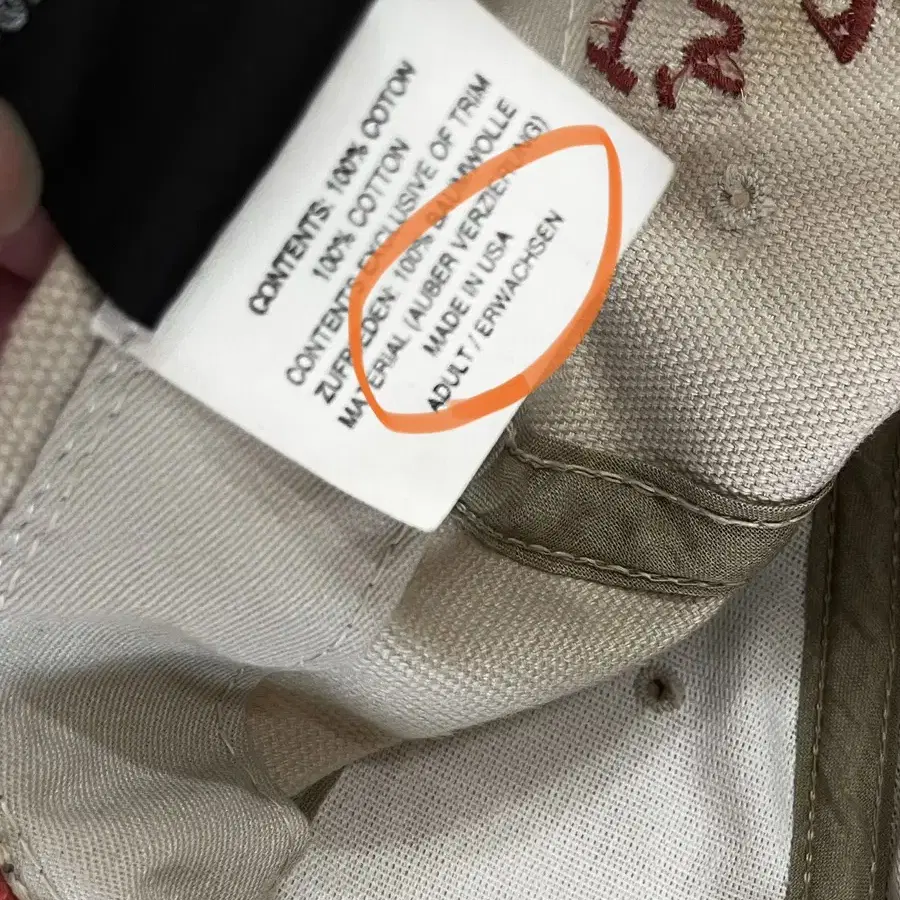 CONTENTS: 100% COTON
100% COTTON
CONTENTS EXCLUSIVE OF TRIM
ZUFRIEDEN: 100% BAUMWOLLE
MATERIAL (AUBER VERZIERUNG)
MADE IN USA
ADULT / ERWACHSEN